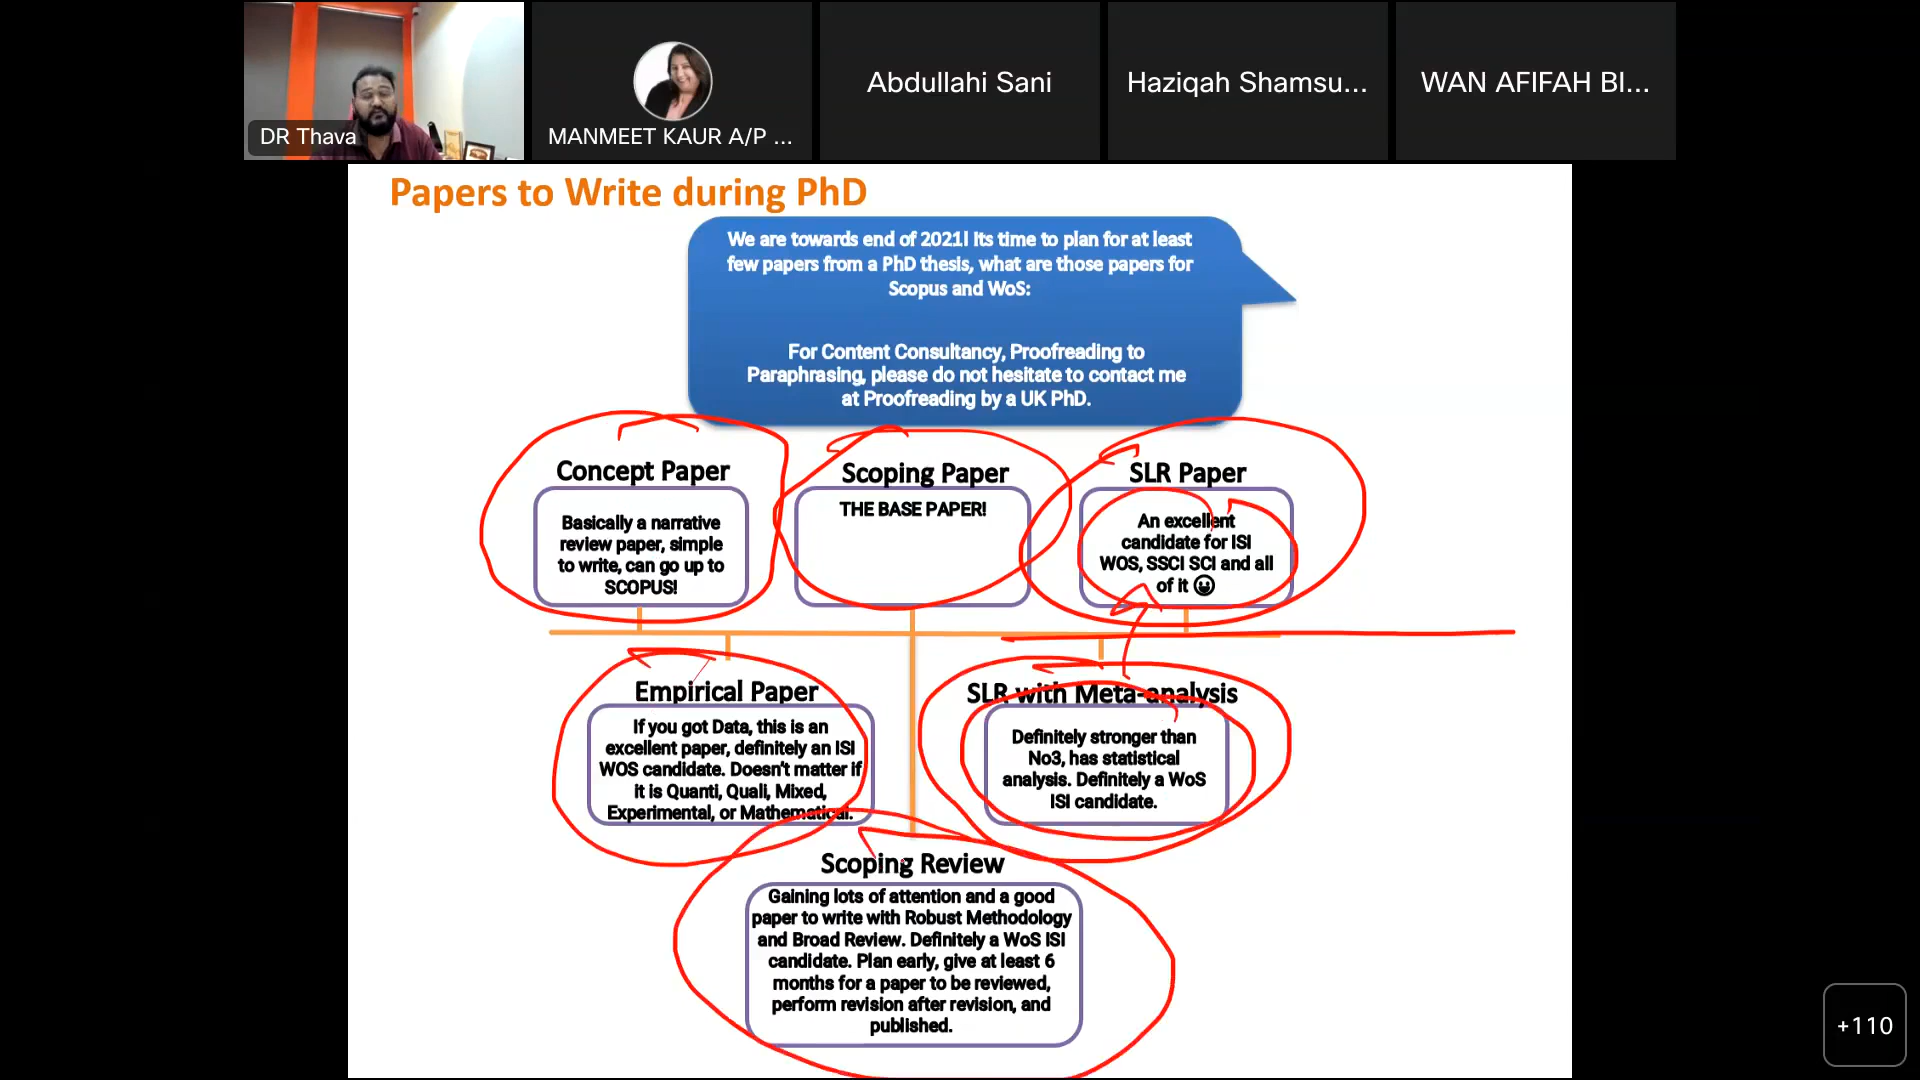 DR Thava
MANMEET KAUR A/P ...
Abdullahi Sani
Haziqah Shamsu...
WAN AFIFAH BI...
Papers to Write during PhD
We are towards end of 2021! Its time to plan for at least
few papers from a PhD thesis, what are those papers for
Scopus and WoS:
For Content Consultancy, Proofreading to
Paraphrasing, please do not hesitate to contact me
at Proofreading by a UK PhD.
Concept Paper
Basically a narrative
review paper, simple
to write, can go up to
SCOPUS!
Scoping Paper
THE BASE PAPER!
SLR Paper
An excellent
candidate for ISI
WOS, SSCI SCI and all
of it 😃
Empirical Paper
If you got Data, this is an
excellent paper, definitely an ISI
WOS candidate. Doesn't matter if
it is Quanti, Quali, Mixed,
Experimental, or Mathematical.
SLR with Meta-analysis
Definitely stronger than
No3, has statistical
analysis. Definitely a WoS
ISI candidate.
Scoping Review
Gaining lots of attention and a good
paper to write with Robust Methodology
and Broad Review. Definitely a WoS ISI
candidate. Plan early, give at least 6
months for a paper to be reviewed,
perform revision after revision, and
published.
+110